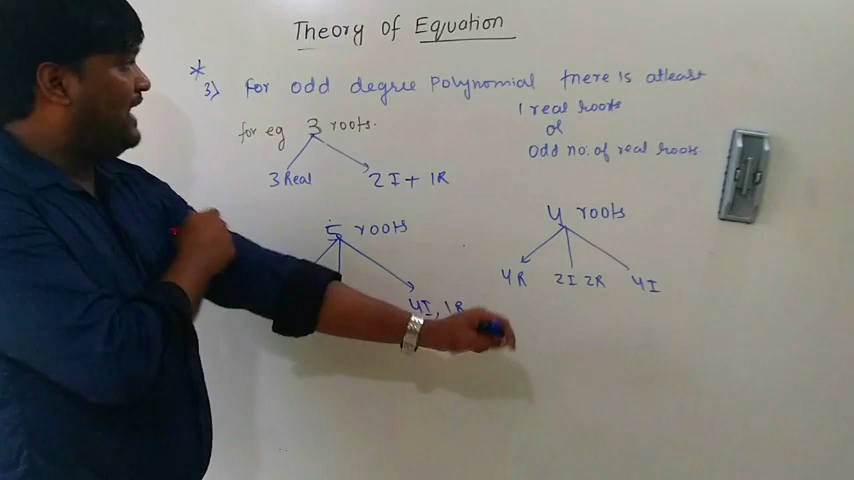 Theory of Equation
*
3) for odd degree Polynomial there is atleast
1 real roots
or
odd no. of real roots.
for eg 3 roots.
3 Real 2I + 1R
5 roots
4I, 1R
4 roots
4R 2I 2R 4I